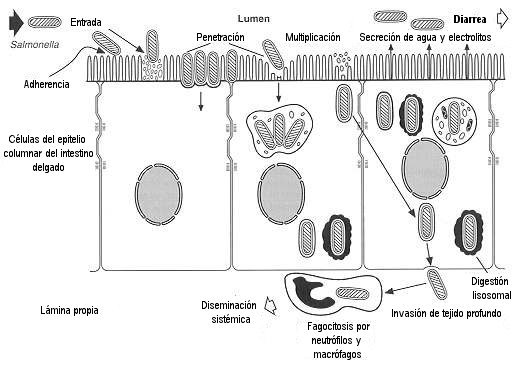 Entrada
Lumen
Diarrea
Salmonella
Penetración
Multiplicación
Secreción de agua y electrolitos
Adherencia
Células del epitelio
columnar del intestino
delgado
Digestión
lisosomal
Lámina propia
Diseminación
sistémica
Fagocitosis por
neutrófilos y
macrófagos
Invasión de tejido profundo